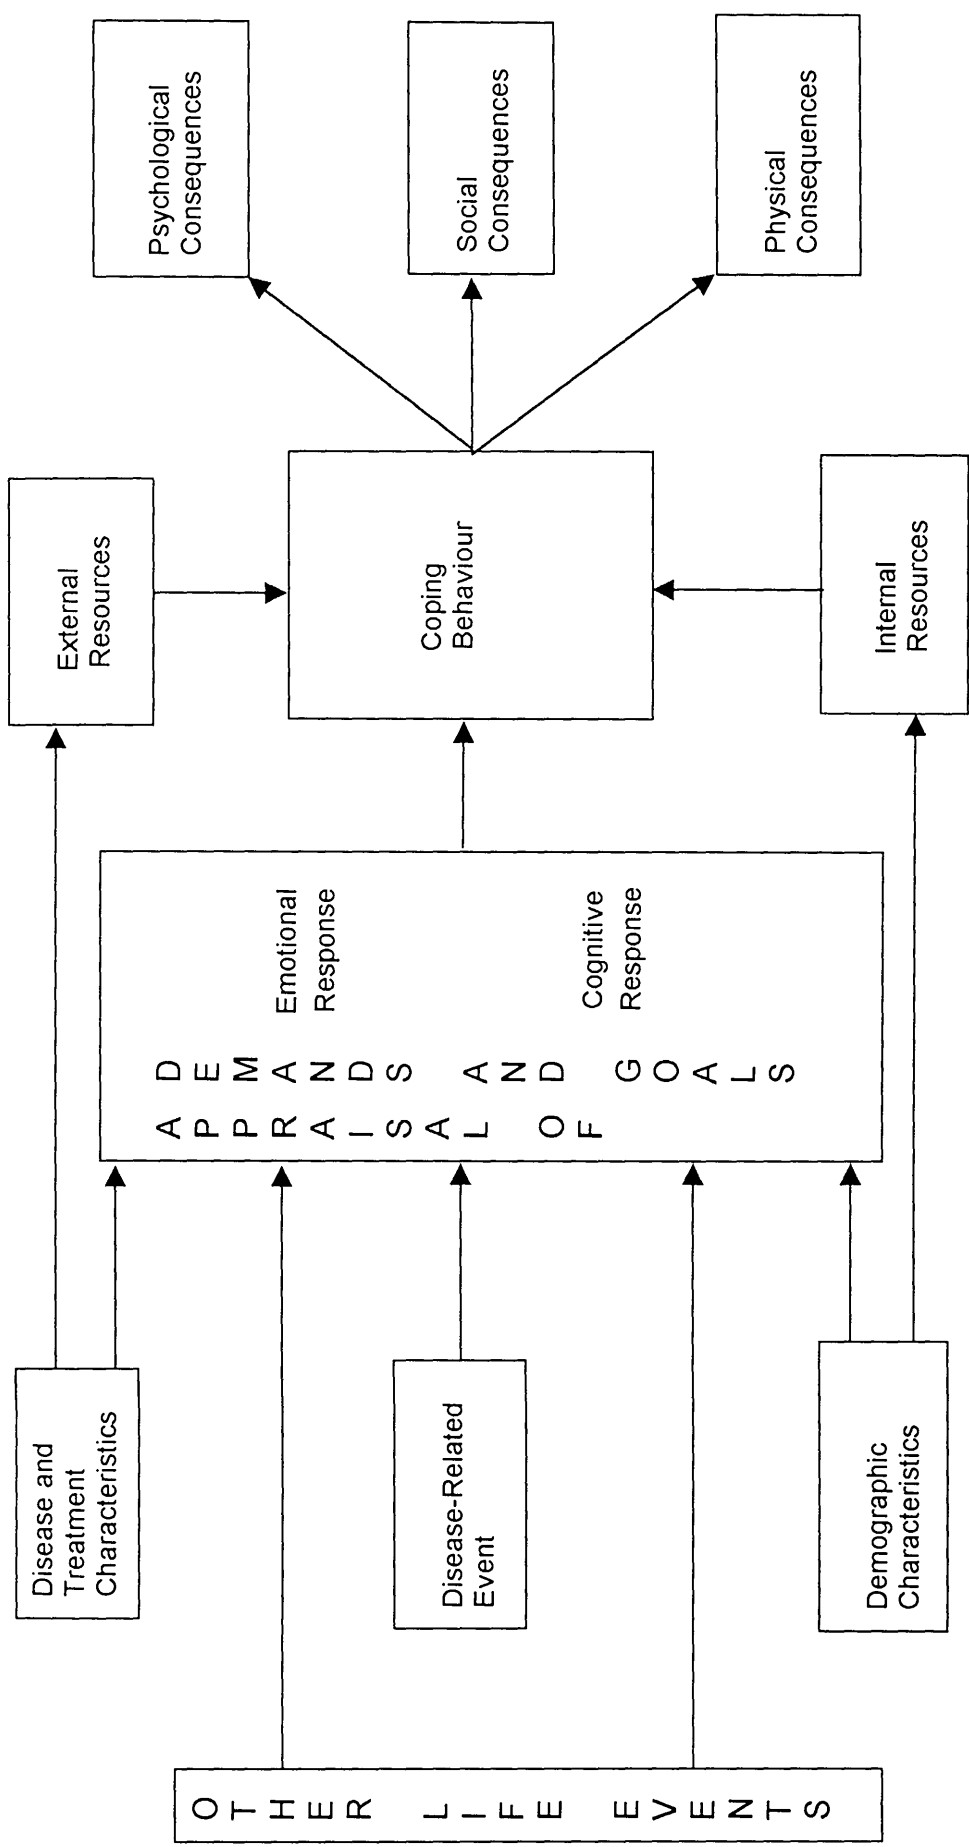 OTHER LIFE EVENTS
Disease and
Treatment
Characteristics
Disease-Related
Event
Demographic
Characteristics
APPRAISAL OF
DEMANDS AND GOALS
Emotional
Response
Cognitive
Response
External
Resources
Coping
Behaviour
Internal
Resources
Psychological
Consequences
Social
Consequences
Physical
Consequences